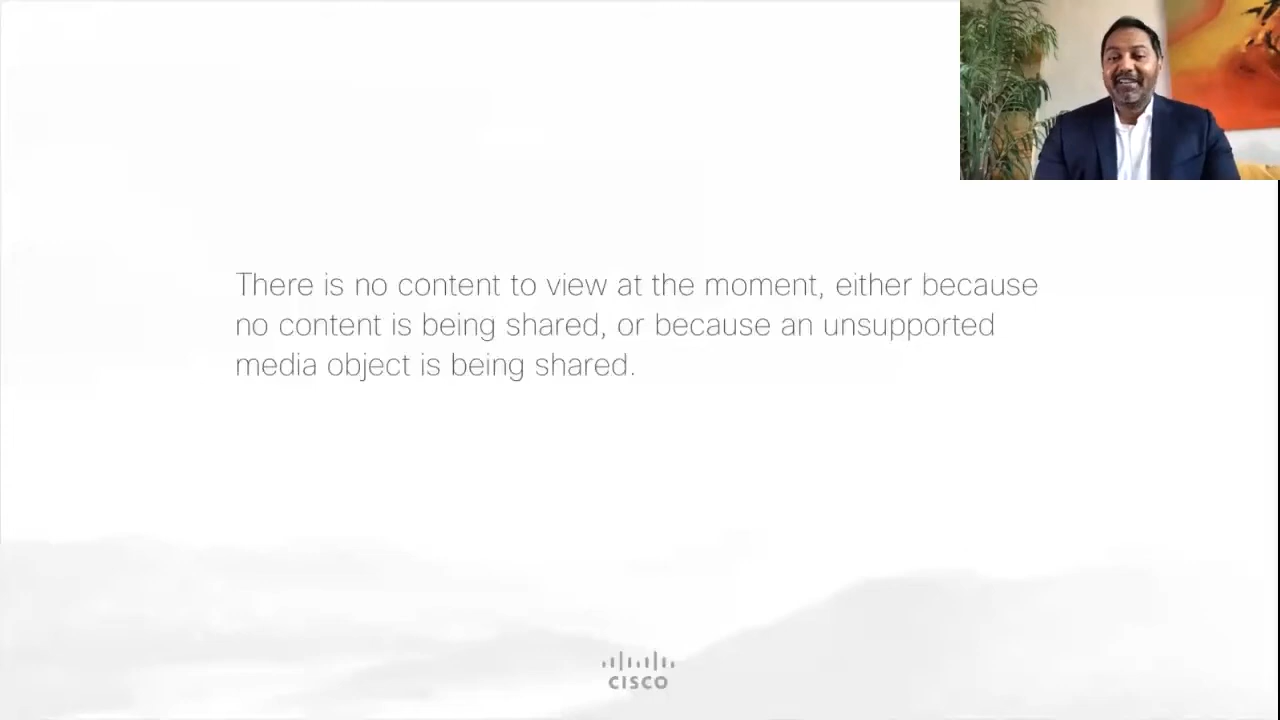 There is no content to view at the moment, either because
no content is being shared, or because an unsupported
media object is being shared.
CISCO